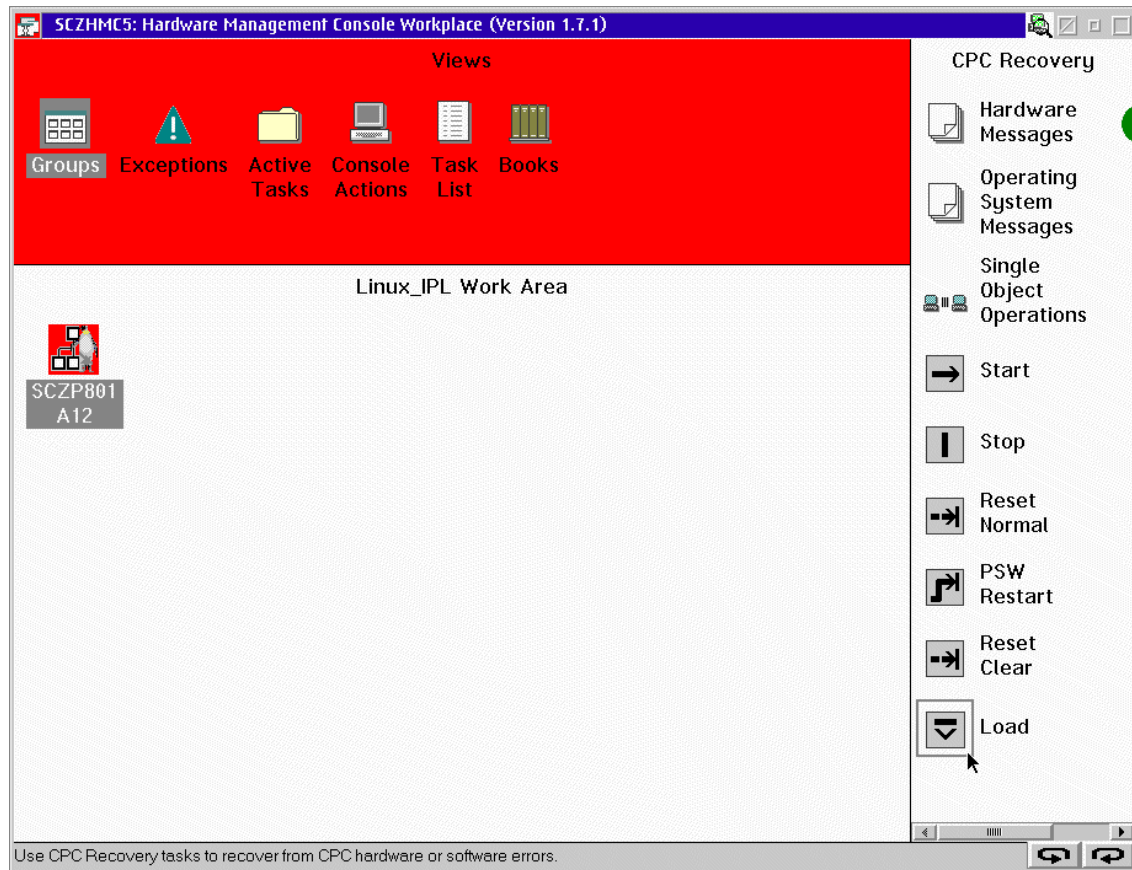 SCZHMC5: Hardware Management Console Workplace (Version 1.7.1)
Views
Groups
Exceptions
Active
Tasks
Console
Actions
Task
List
Books
Linux_IPL Work Area
SCZP801
A12
CPC Recovery
Hardware
Messages
Operating
System
Messages
Single
Object
Operations
Start
Stop
Reset
Normal
PSW
Restart
Reset
Clear
Load
Use CPC Recovery tasks to recover from CPC hardware or software errors.